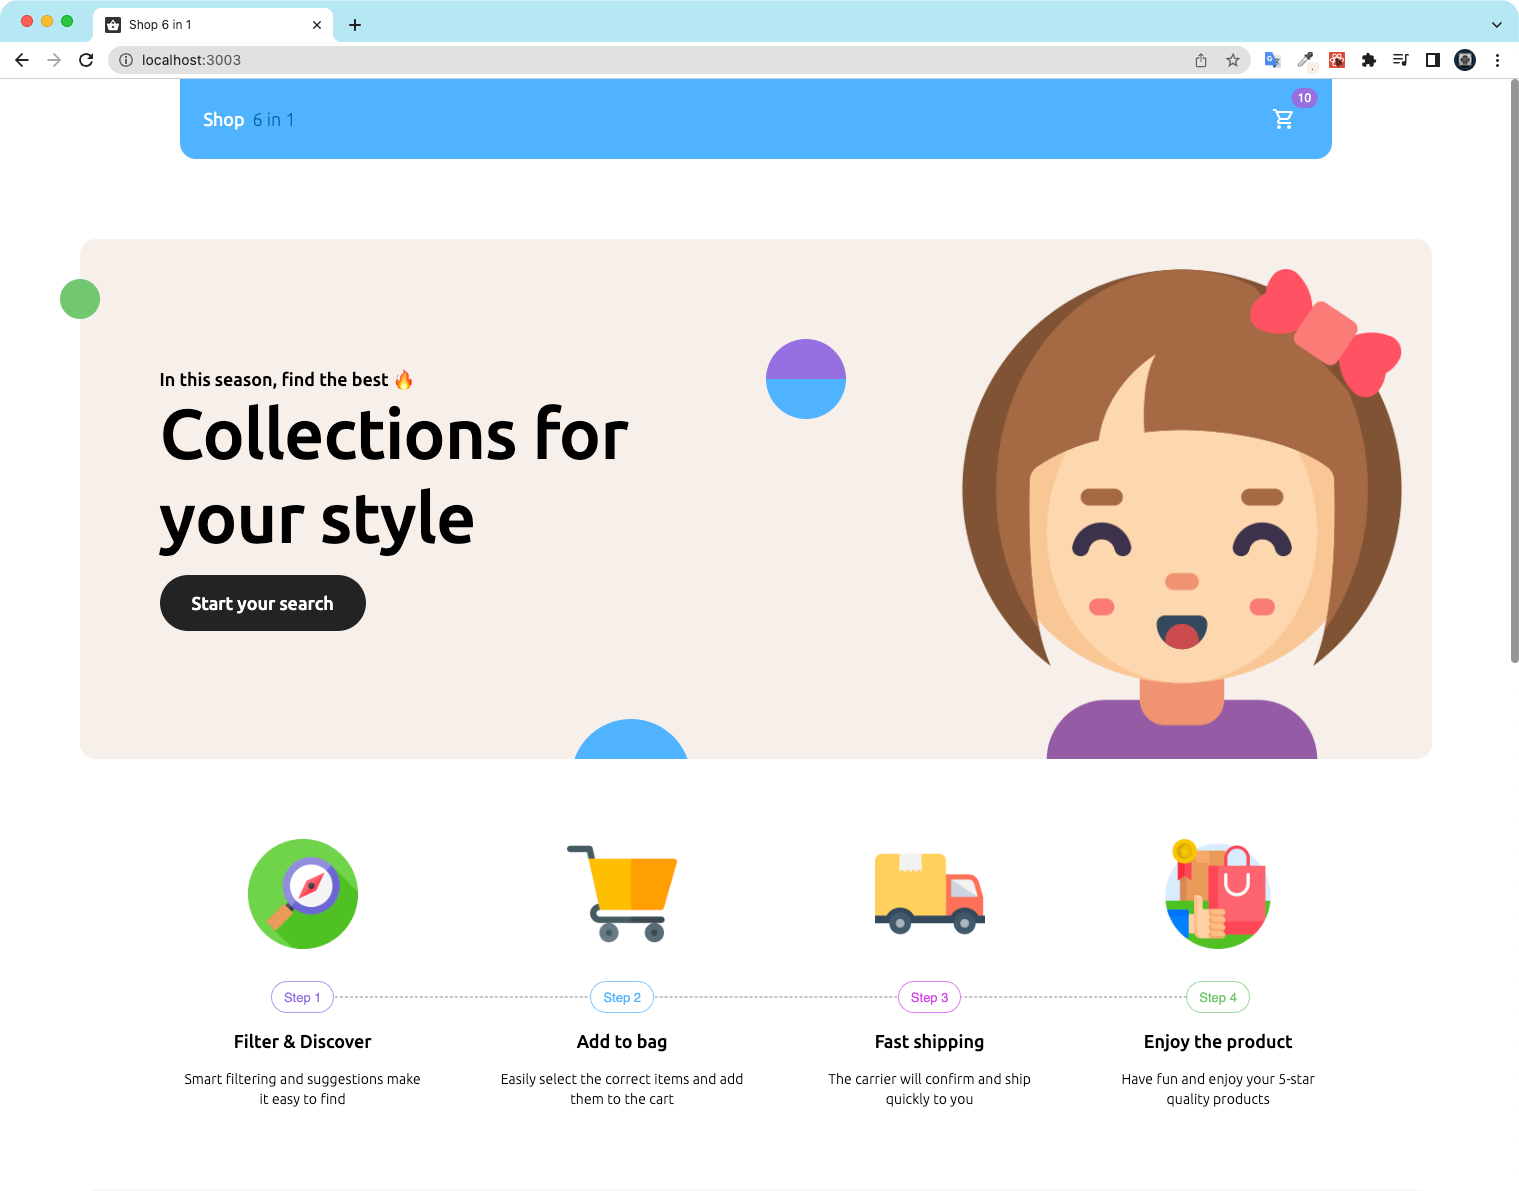 Shop 6 in 1
localhost:3003
Shop 6 in 1
10
In this season, find the best 🔥
Collections for
your style
Start your search
Step 1
Step 2
Step 3
Step 4
Filter & Discover
Add to bag
Fast shipping
Enjoy the product
Smart filtering and suggestions make
it easy to find
Easily select the correct items and add
them to the cart
The carrier will confirm and ship
quickly to you
Have fun and enjoy your 5-star
quality products